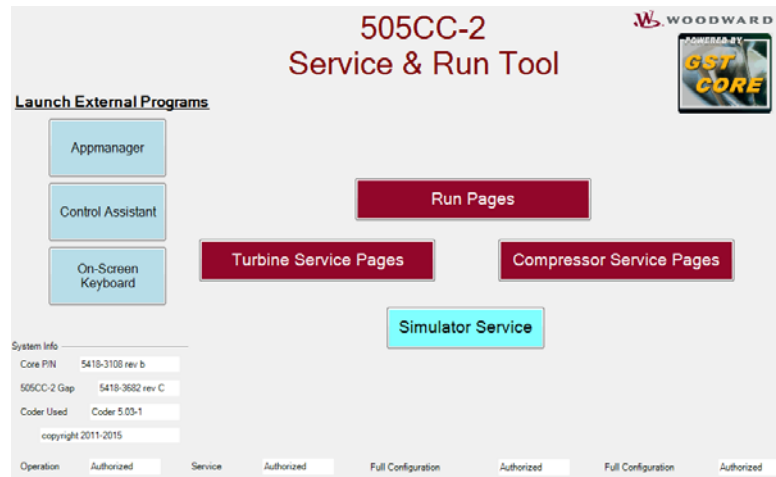 505CC-2
Service & Run Tool
WOODWARD
POWERED BY
GST
CORE
Launch External Programs
Appmanager
Control Assistant
On-Screen
Keyboard
Run Pages
Turbine Service Pages
Compressor Service Pages
Simulator Service
System Info
Core P/N 5418-3108 rev b
505CC-2 Gap 5418-3682 rev C
Coder Used Coder 5.03-1
copyright 2011-2015
Operation Authorized Service Authorized Full Configuration Authorized Full Configuration Authorized